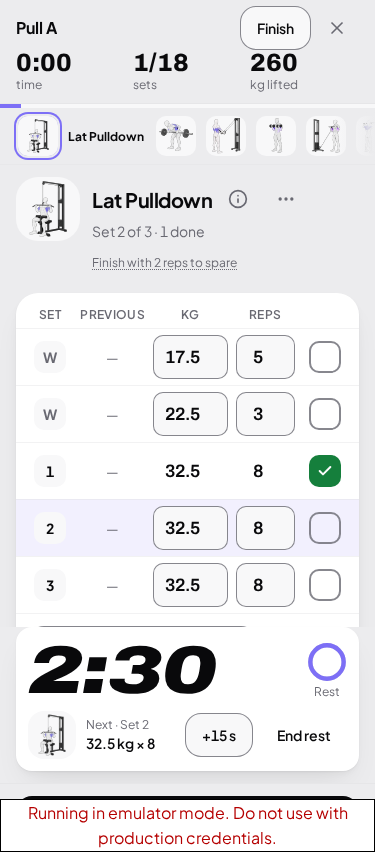 Pull A
Finish
0:00
1/18
260
time
sets
kg lifted
Lat Pulldown
Lat Pulldown
Set 2 of 3 · 1 done
Finish with 2 reps to spare
SET PREVIOUS KG REPS
W – 17.5 5
W – 22.5 3
1 – 32.5 8
2 – 32.5 8
3 – 32.5 8
2:30
Rest
Next · Set 2
32.5 kg × 8
+15 s
End rest
Running in emulator mode. Do not use with
production credentials.